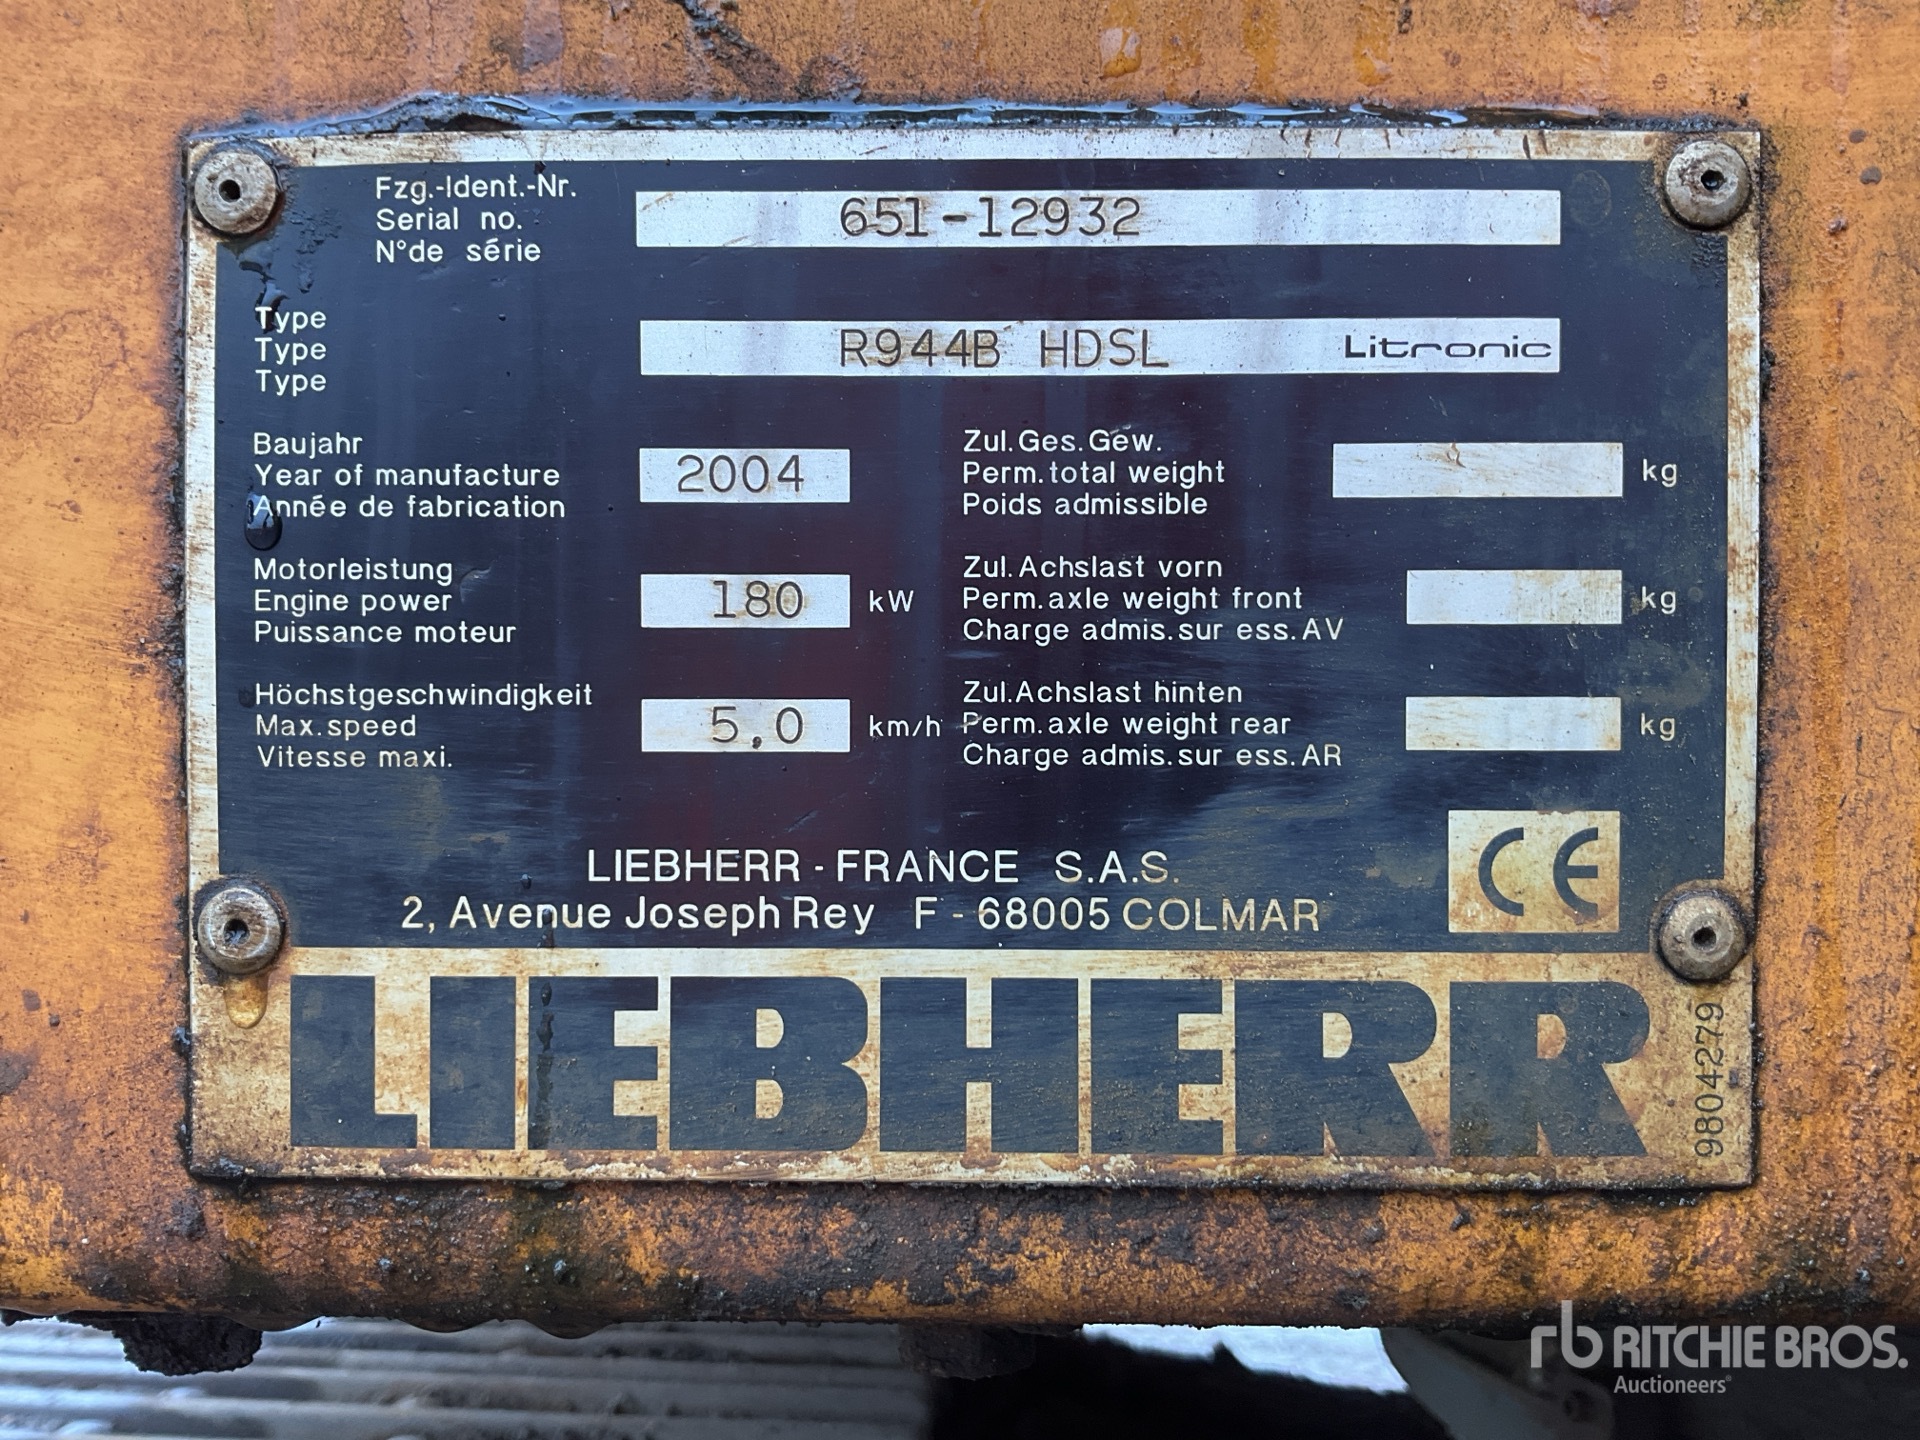 Fzg.-Ident.-Nr.
Serial no.
N°de série
651-12932
Type
Type
Type
R944B HDSL Litronic
Baujahr
Year of manufacture
Année de fabrication
2004
Zul.Ges.Gew.
Perm.total weight
Poids admissible
kg
Motorleistung
Engine power
Puissance moteur
180 kW
Zul.Achslast vorn
Perm.axle weight front
Charge admis.sur ess.AV
kg
Höchstgeschwindigkeit
Max.speed
Vitesse maxi.
5,0 km/h
Zul.Achslast hinten
Perm.axle weight rear
Charge admis.sur ess.AR
kg
LIEBHERR-FRANCE S.A.S.
2, Avenue Joseph Rey F-68005 COLMAR
CE
LIEBHERR
9804279
rb RITCHIE BROS.
Auctioneers®